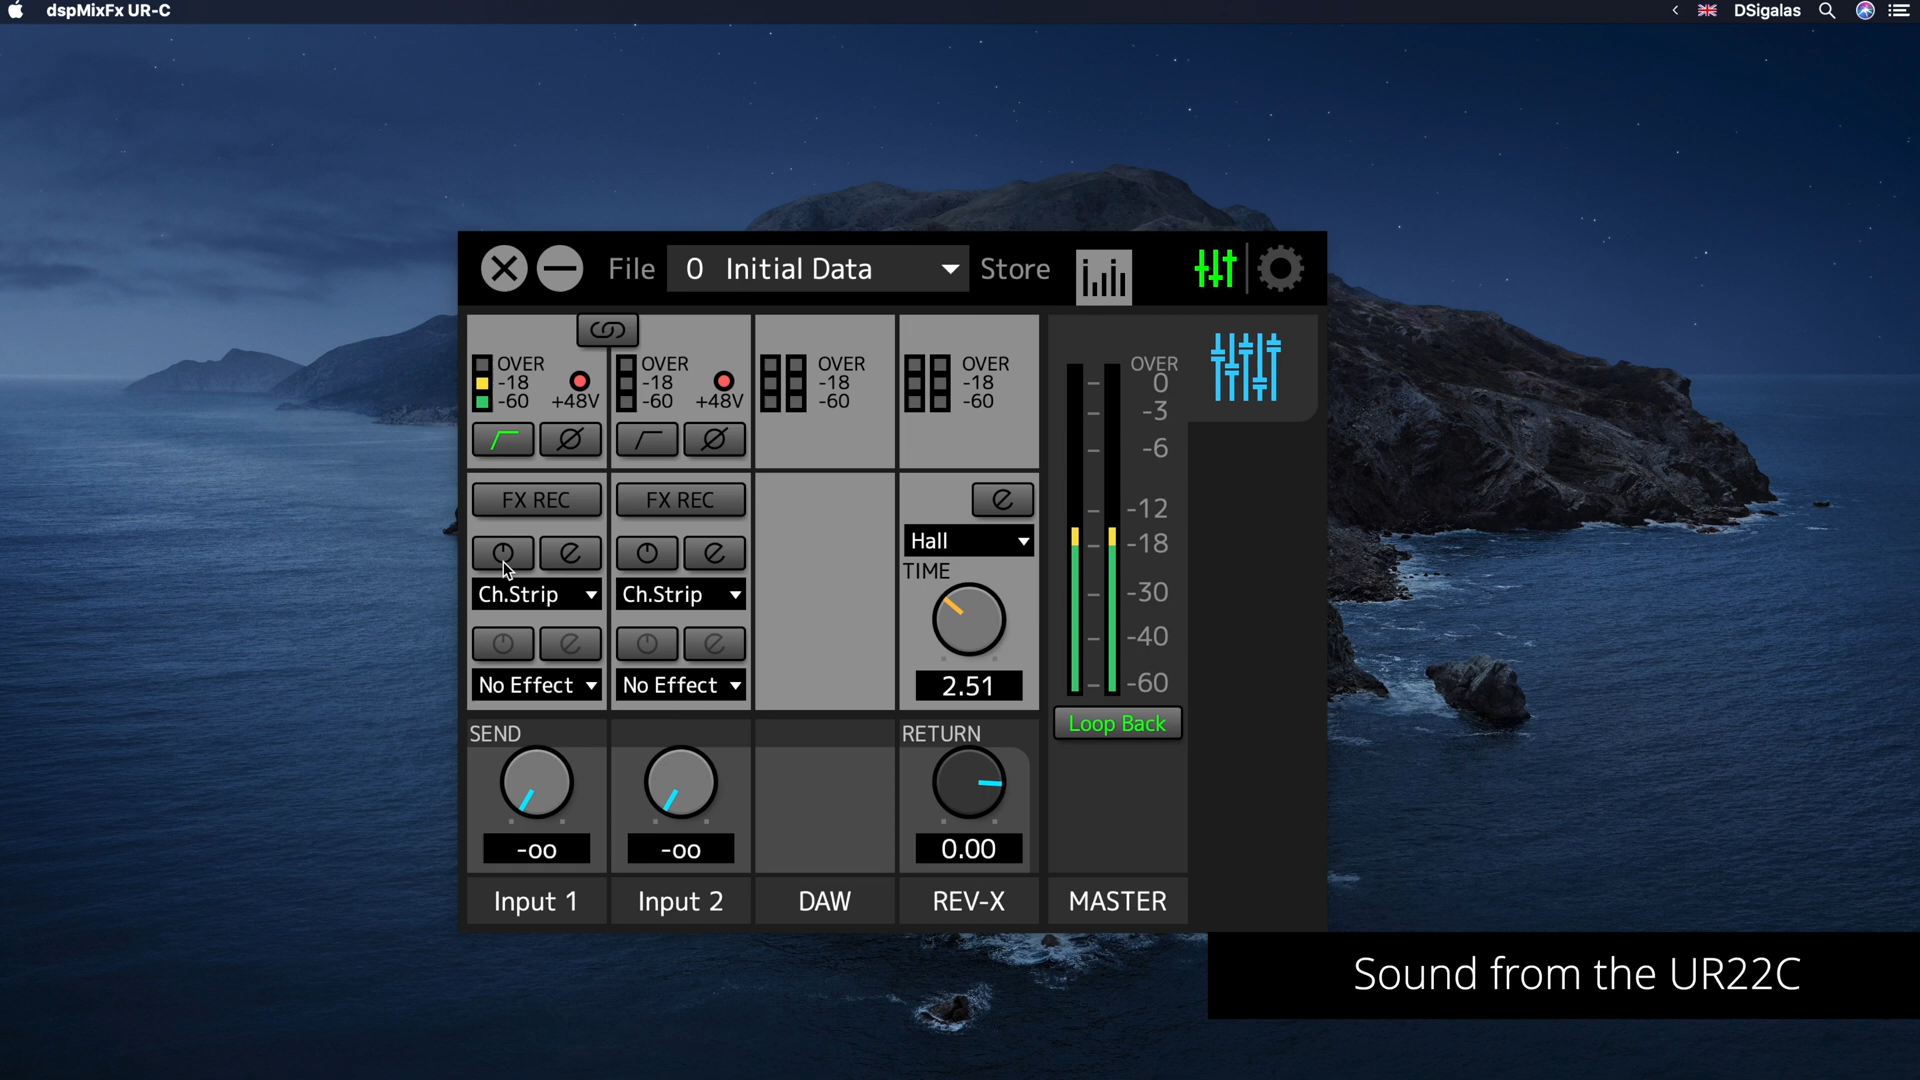 dspMixFx UR-C
DSigalas
File
0 Initial Data
Store
OVER
-18
-60
+48V
OVER
-18
-60
+48V
OVER
-18
-60
OVER
-18
-60
OVER
0
-3
-6
-12
-18
-30
-40
-60
FX REC
FX REC
Hall
TIME
Ch.Strip
Ch.Strip
No Effect
No Effect
2.51
Loop Back
SEND
RETURN
-oo
-oo
0.00
Input 1
Input 2
DAW
REV-X
MASTER
Sound from the UR22C